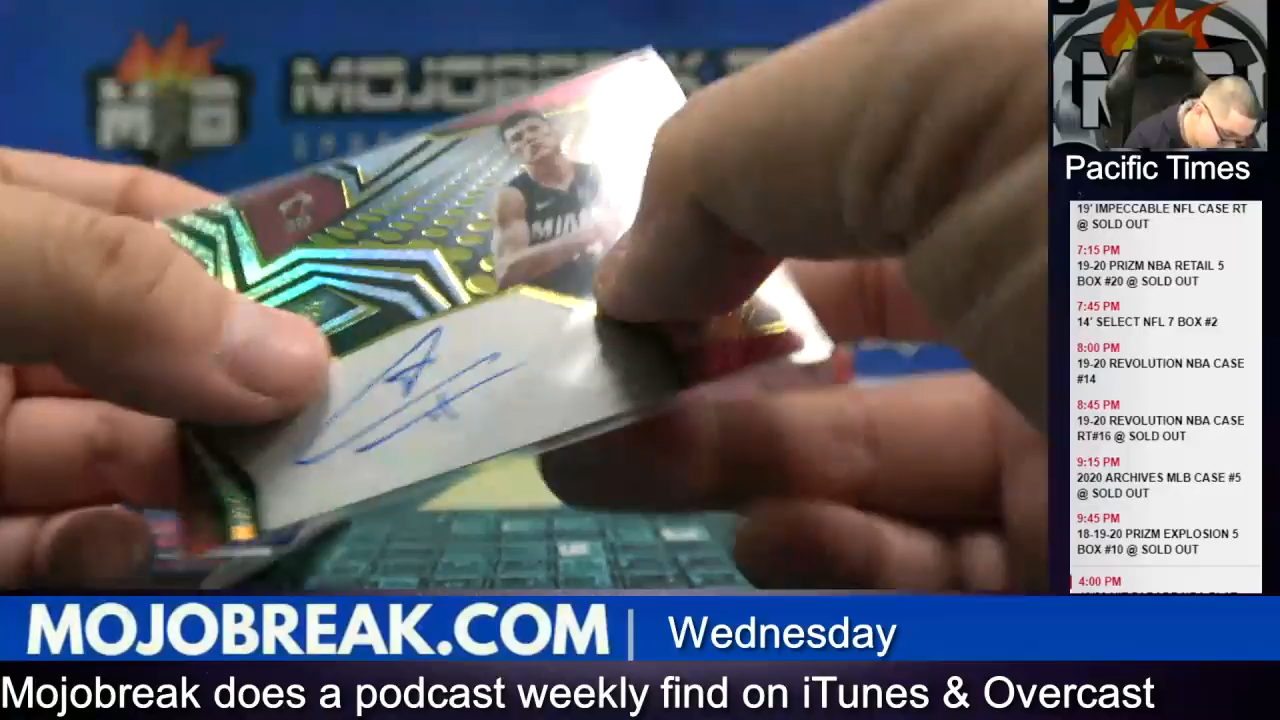 MOJOBREAK
MIAMI
Pacific Times
19' IMPECCABLE NFL CASE RT
@ SOLD OUT
7:15 PM
19-20 PRIZM NBA RETAIL 5
BOX #20 @ SOLD OUT
7:45 PM
14' SELECT NFL 7 BOX #2
8:00 PM
19-20 REVOLUTION NBA CASE
#14
8:45 PM
19-20 REVOLUTION NBA CASE
RT#16 @ SOLD OUT
9:15 PM
2020 ARCHIVES MLB CASE #5
@ SOLD OUT
9:45 PM
18-19-20 PRIZM EXPLOSION 5
BOX #10 @ SOLD OUT
4:00 PM
MOJOBREAK.COM | Wednesday
Mojobreak does a podcast weekly find on iTunes & Overcast